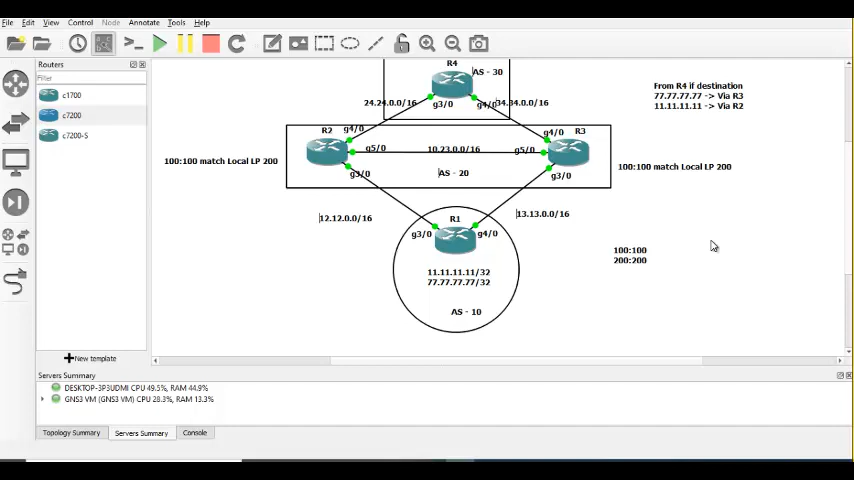 File Edit View Control Node Annotate Tools Help
Routers
Filter
c1700
c7200
c7200-S
New template
R4
AS - 30
24.24.0.0/16
g3/0
g4/0
34.34.0.0/16
From R4 if destination
77.77.77.77 -> Via R3
11.11.11.11 -> Via R2
R2
g4/0
g5/0
g3/0
10.23.0.0/16
AS - 20
R3
g4/0
g5/0
g3/0
100:100 match Local LP 200
100:100 match Local LP 200
12.12.0.0/16
13.13.0.0/16
R1
g3/0
g4/0
11.11.11.11/32
77.77.77.77/32
AS - 10
100:100
200:200
Servers Summary
DESKTOP-3P3UDMI CPU 49.5%, RAM 44.9%
GNS3 VM (GNS3 VM) CPU 28.3%, RAM 13.3%
Topology Summary Servers Summary Console